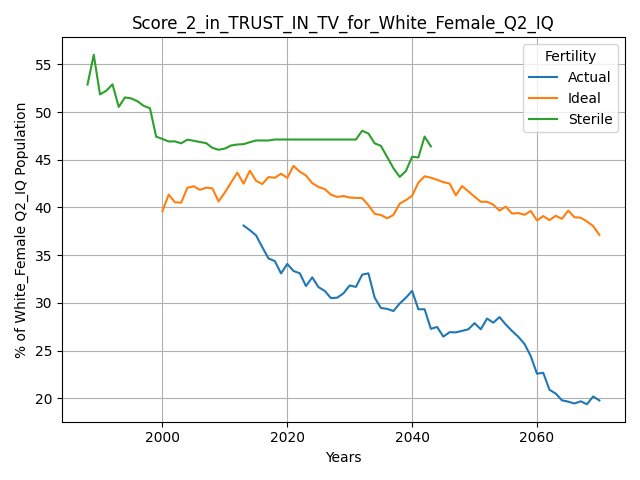 Score_2_in_TRUST_IN_TV_for_White_Female_Q2_IQ
Fertility
Actual
Ideal
Sterile
% of White_Female Q2_IQ Population
55
50
45
40
35
30
25
20
2000
2020
2040
2060
Years